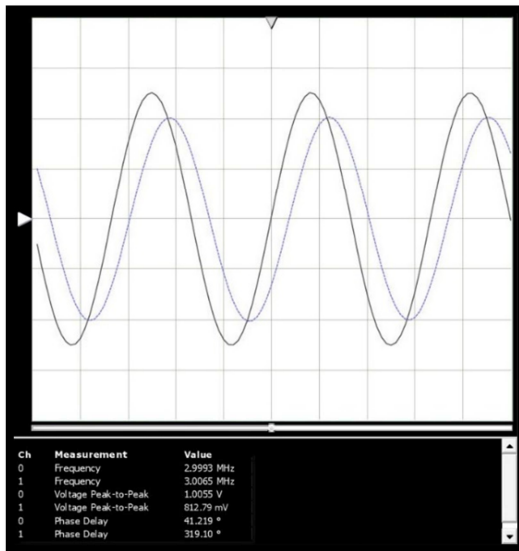 Ch Measurement Value
0 Frequency 2.9993 MHz
1 Frequency 3.0065 MHz
0 Voltage Peak-to-Peak 1.0055 V
1 Voltage Peak-to-Peak 812.79 mV
0 Phase Delay 41.219 °
1 Phase Delay 319.10 °